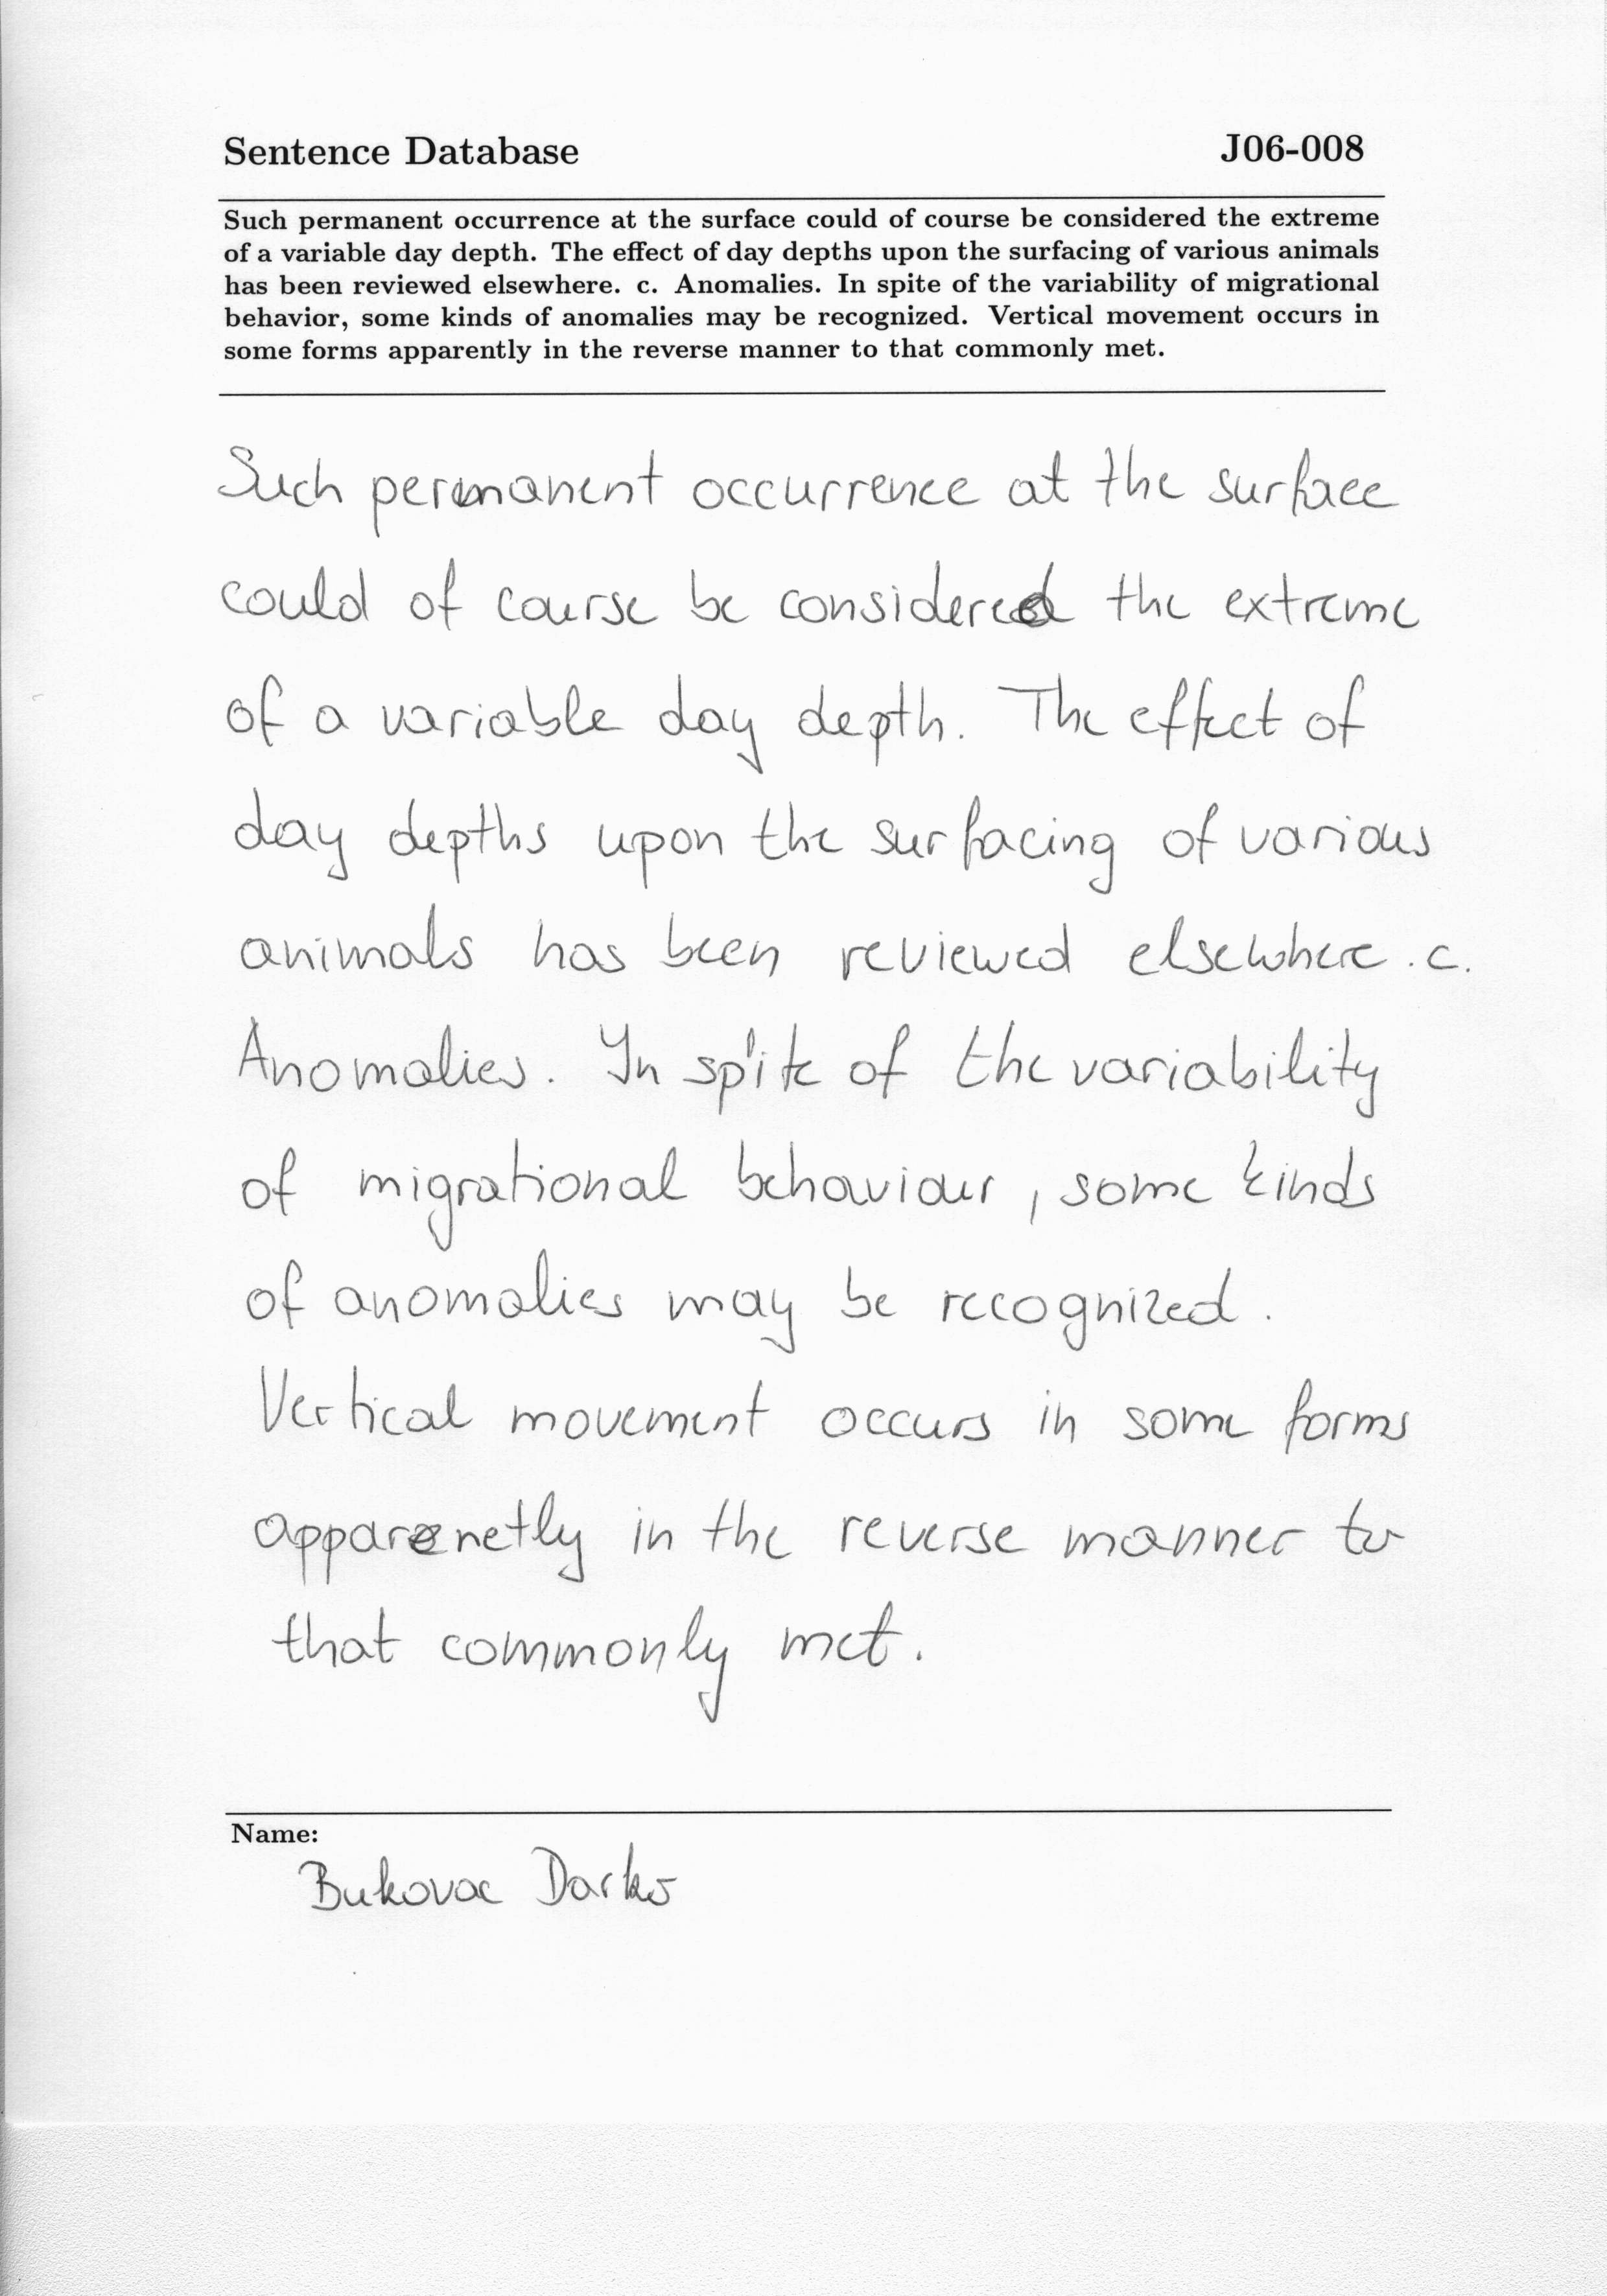 Sentence Database J06-008
Such permanent occurrence at the surface could of course be considered the extreme
of a variable day depth. The effect of day depths upon the surfacing of various animals
has been reviewed elsewhere. c. Anomalies. In spite of the variability of migrational
behavior, some kinds of anomalies may be recognized. Vertical movement occurs in
some forms apparently in the reverse manner to that commonly met.
Such permanent occurrence at the surface
could of course be considered the extreme
of a variable day depth. The effect of
day depths upon the surfacing of various
animals has been reviewed elsewhere. c.
Anomalies. In spite of the variability
of migrational behaviour, some kinds
of anomalies may be recognized.
Vertical movement occurs in some forms
apparenetly in the reverse manner to
that commonly met.
Name:
Bukovac Darko